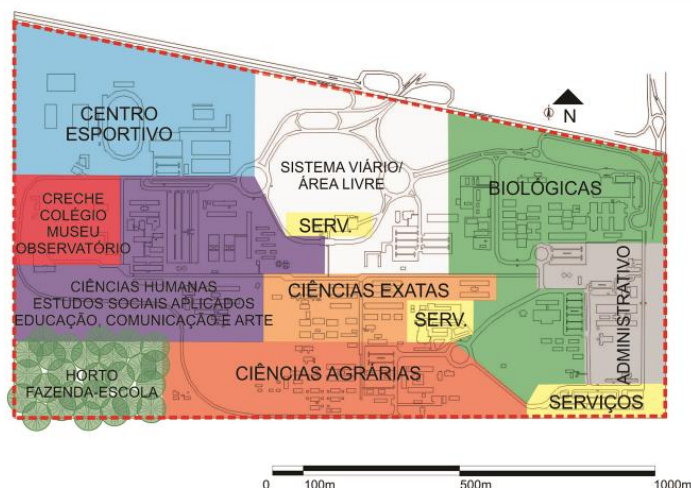 CENTRO
ESPORTIVO
N
SISTEMA VIÁRIO/
ÁREA LIVRE
BIOLÓGICAS
CRECHE
COLÉGIO
MUSEU
OBSERVATÓRIO
SERV.
ADMINISTRATIVO
CIÊNCIAS HUMANAS
ESTUDOS SOCIAIS APLICADOS
EDUCAÇÃO, COMUNICAÇÃO E ARTE
CIÊNCIAS EXATAS
SERV.
HORTO
FAZENDA-ESCOLA
CIÊNCIAS AGRÁRIAS
SERVIÇOS
0 100m 500m 1000m